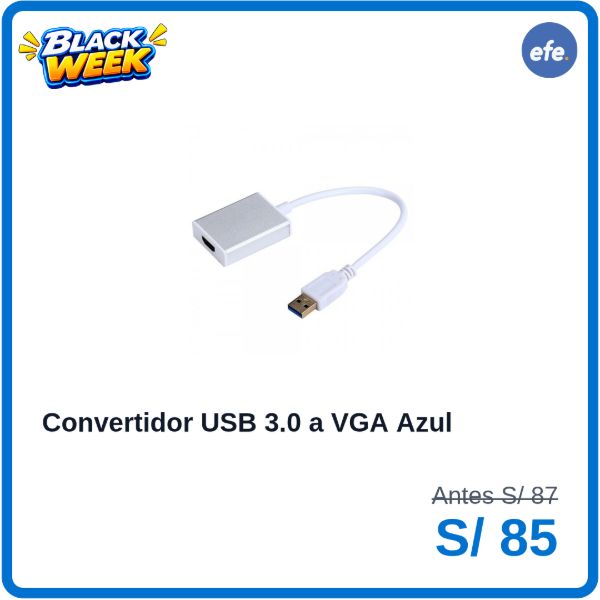 BLACK
WEEK
efe.
Convertidor USB 3.0 a VGA Azul
Antes S/ 87
S/ 85